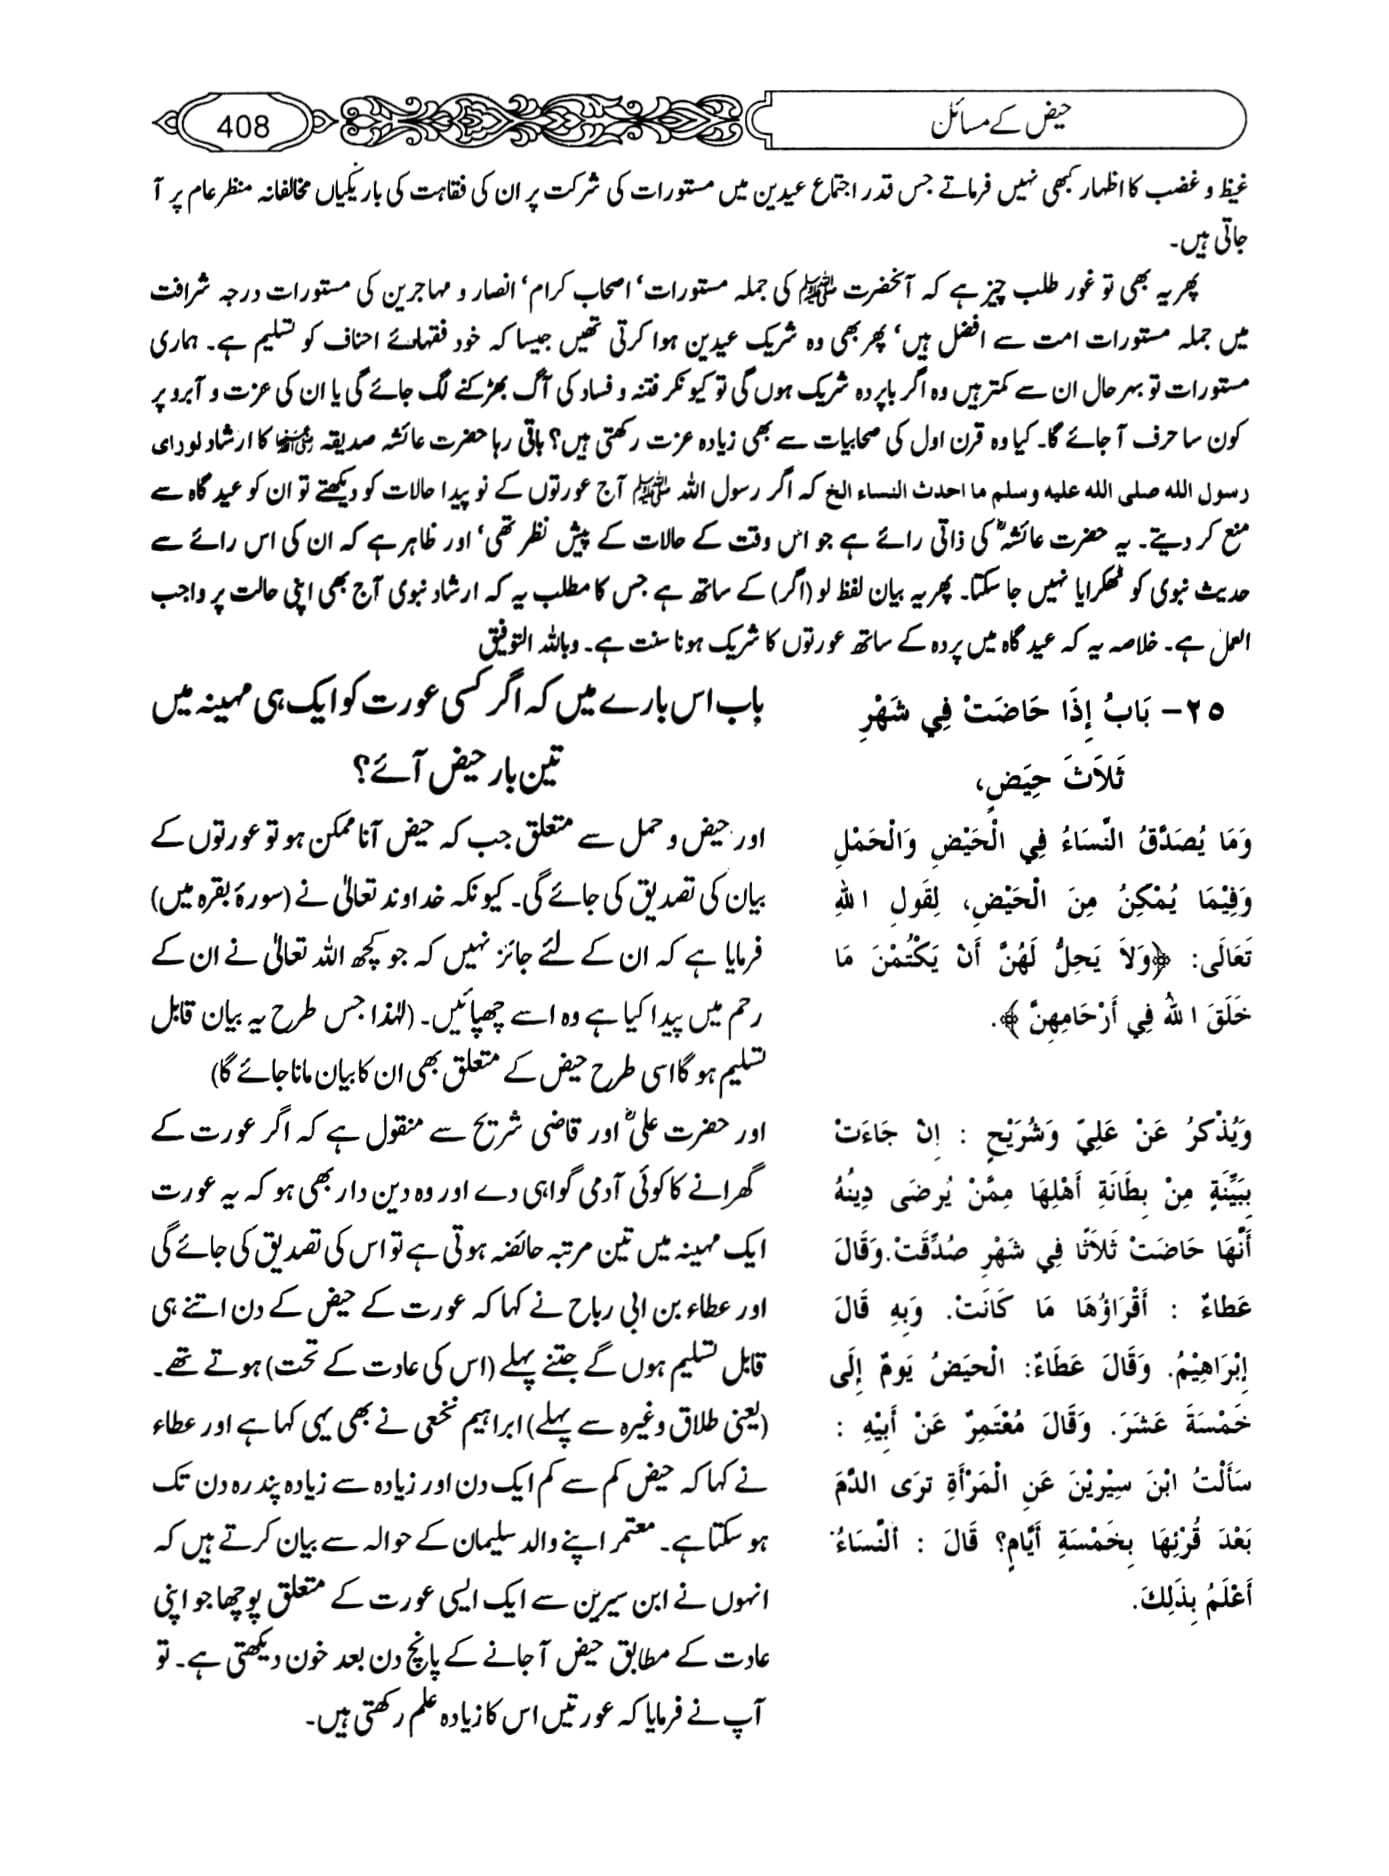 حیض کے مسائل
408
غیظ و غضب کا اظہار کبھی نہیں فرماتے جس قدر اجتماع عیدین میں مستورات کی شرکت پر ان کی فقاہت کی باریکیاں مخالفانہ منظر عام پر آ
جاتی ہیں۔
پھر یہ بھی تو غور طلب چیز ہے کہ آنحضرت ﷺ کی جملہ مستورات‘ اصحاب کرام‘ انصار و مہاجرین کی مستورات درجہ شرافت
میں جملہ مستورات امت سے افضل ہیں‘ پھر بھی وہ شریک عیدین ہوا کرتی تھیں جیسا کہ خود فقہائے احناف کو تسلیم ہے۔ ہماری
مستورات تو بہرحال ان سے کمتر ہیں وہ اگر باپردہ شریک ہوں گی تو کیونکر فتنہ و فساد کی آگ بھڑکنے لگ جائے گی یا ان کی عزت و آبرو پر
کون سا حرف آ جائے گا۔ کیا وہ قرن اول کی صحابیات سے بھی زیادہ عزت رکھتی ہیں؟ باقی رہا حضرت عائشہ صدیقہ رضی اللہ عنہا کا ارشاد لو رای
رسول الله صلی الله علیه وسلم ما احدث النساء الخ کہ اگر رسول اللہ ﷺ آج عورتوں کے نو پیدا حالات کو دیکھتے تو ان کو عید گاہ سے
منع کر دیتے۔ یہ حضرت عائشہؓ کی ذاتی رائے ہے جو اس وقت کے حالات کے پیش نظر تھی‘ اور ظاہر ہے کہ ان کی اس رائے سے
حدیث نبوی کو ٹھکرایا نہیں جا سکتا۔ پھر یہ بیان لفظ لو (اگر) کے ساتھ ہے جس کا مطلب یہ کہ ارشاد نبوی آج بھی اپنی حالت پر واجب
العمل ہے۔ خلاصہ یہ کہ عید گاہ میں پردہ کے ساتھ عورتوں کا شریک ہونا سنت ہے۔ وباللہ التوفیق
٢٥- بَابُ إِذَا حَاضَتْ فِي شَهْرٍ
ثَلاَثَ حِيَضٍ،
وَمَا يُصَدَّقُ النِّسَاءُ فِي الْحَيْضِ وَالْحَمْلِ
وَفِيْمَا يُمْكِنُ مِنَ الْحَيْضِ، لِقَولِ اللهِ
تَعَالَى: ﴿وَلاَ يَحِلُّ لَهُنَّ أَنْ يَكْتُمْنَ مَا
خَلَقَ اللهُ فِي أَرْحَامِهِنَّ﴾.
وَيُذْكَرُ عَنْ عَلِيٍّ وَشُرَيْحٍ : إِنْ جَاءَتْ
بِبَيِّنَةٍ مِنْ بِطَانَةِ أَهْلِهَا مِمَّنْ يُرضَى دِينُهُ
أَنَّهَا حَاضَتْ ثَلاَثًا فِي شَهْرٍ صُدِّقَتْ. وَقَالَ
عَطَاءٌ : أَقْرَاؤُهَا مَا كَانَتْ. وَبِهِ قَالَ
إِبْرَاهِيْمُ. وَقَالَ عَطَاءٌ: الْحَيَضُ يَومٌ إِلَى
خَمْسَةَ عَشَرَ. وَقَالَ مُعْتَمِرٌ عَنْ أَبِيْهِ :
سَأَلْتُ ابْنَ سِيْرِيْنَ عَنِ الْمَرْأَةِ تَرَى الدَّمَ
بَعْدَ قُرْئِهَا بِخَمْسَةِ أَيَّامٍ؟ قَالَ : النِّسَاءُ
أَعْلَمُ بِذَلِكَ.
باب اس بارے میں کہ اگر کسی عورت کو ایک ہی مہینہ میں
تین بار حیض آئے؟
اور حیض و حمل سے متعلق جب کہ حیض آنا ممکن ہو تو عورتوں کے
بیان کی تصدیق کی جائے گی۔ کیونکہ خداوند تعالیٰ نے (سورۂ بقرہ میں)
فرمایا ہے کہ ان کے لئے جائز نہیں کہ جو کچھ اللہ تعالیٰ نے ان کے
رحم میں پیدا کیا ہے وہ اسے چھپائیں۔ (لہٰذا جس طرح یہ بیان قابل
تسلیم ہو گا اسی طرح حیض کے متعلق بھی ان کا بیان مانا جائے گا)
اور حضرت علیؓ اور قاضی شریح سے منقول ہے کہ اگر عورت کے
گھرانے کا کوئی آدمی گواہی دے اور وہ دین دار بھی ہو کہ یہ عورت
ایک مہینہ میں تین مرتبہ حائضہ ہوتی ہے تو اس کی تصدیق کی جائے گی
اور عطاء بن ابی رباح نے کہا کہ عورت کے حیض کے دن اتنے ہی
قابل تسلیم ہوں گے جتنے پہلے (اس کی عادت کے تحت) ہوتے تھے۔
(یعنی طلاق وغیرہ سے پہلے) ابراہیم نخعی نے بھی یہی کہا ہے اور عطاء
نے کہا کہ حیض کم سے کم ایک دن اور زیادہ سے زیادہ پندرہ دن تک
ہو سکتا ہے۔ معتمر اپنے والد سلیمان کے حوالہ سے بیان کرتے ہیں کہ
انہوں نے ابن سیرین سے ایک ایسی عورت کے متعلق پوچھا جو اپنی
عادت کے مطابق حیض آ جانے کے پانچ دن بعد خون دیکھتی ہے۔ تو
آپ نے فرمایا کہ عورتیں اس کا زیادہ علم رکھتی ہیں۔